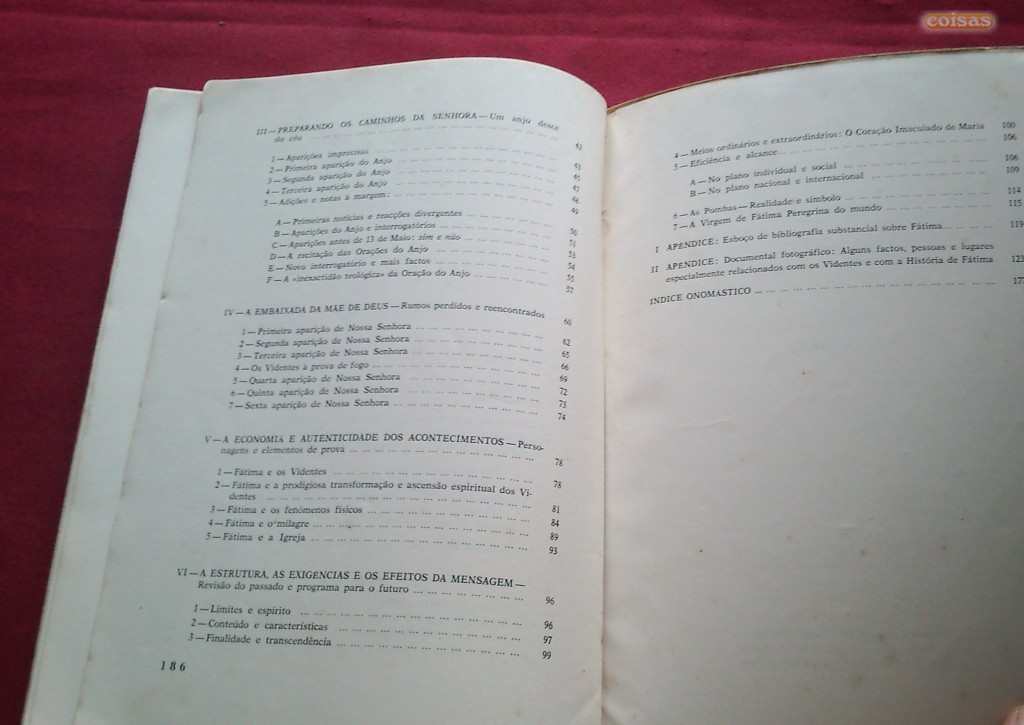 coisas
III — PREPARANDO OS CAMINHOS DA SENHORA — Um anjo desce
do céu ... 42
1 — Aparições imprecisas ... 43
2 — Primeira aparição do Anjo ... 45
3 — Segunda aparição do Anjo ... 47
4 — Terceira aparição do Anjo ... 48
5 — Adições e notas à margem: ... 49
A — Primeiras notícias e reacções divergentes ... 50
B — Aparições do Anjo e interrogatórios ... 51
C — Aparições antes de 13 de Maio: sim e não ... 53
D — A recitação das Orações do Anjo ... 54
E — Novo interrogatório e mais factos ... 55
F — A «inexactidão teológica» da Oração do Anjo ... 57
IV — A EMBAIXADA DA MÃE DE DEUS — Rumos perdidos e reencontrados 60
1 — Primeira aparição de Nossa Senhora ... 62
2 — Segunda aparição de Nossa Senhora ... 65
3 — Terceira aparição de Nossa Senhora ... 66
4 — Os Videntes à prova de fogo ... 69
5 — Quarta aparição de Nossa Senhora ... 72
6 — Quinta aparição de Nossa Senhora ... 73
7 — Sexta aparição de Nossa Senhora ... 74
V — A ECONOMIA E AUTENTICIDADE DOS ACONTECIMENTOS — Perso-
nagens e elementos de prova ... 78
1 — Fátima e os Videntes ... 78
2 — Fátima e a prodigiosa transformação e ascensão espiritual dos Vi-
dentes ... 81
3 — Fátima e os fenómenos físicos ... 84
4 — Fátima e o milagre ... 89
5 — Fátima e a Igreja ... 93
VI — A ESTRUTURA, AS EXIGENCIAS E OS EFEITOS DA MENSAGEM —
Revisão do passado e programa para o futuro ... 96
1 — Limites e espírito ... 96
2 — Conteúdo e características ... 97
3 — Finalidade e transcendência ... 99
186
4 — Meios ordinários e extraordinários: O Coração Imaculado de Maria 100
5 — Eficiência e alcance ... 106
A — No plano individual e social ... 106
B — No plano nacional e internacional ... 109
6 — As Pombas — Realidade e símbolo ... 114
7 — A Virgem de Fátima Peregrina do mundo ... 115
I APENDICE: Esboço de bibliografia substancial sobre Fátima ... 119
II APENDICE: Documental fotográfico: Alguns factos, pessoas e lugares
especialmente relacionados com os Videntes e com a História de Fátima 123
INDICE ONOMÁSTICO — ... 177